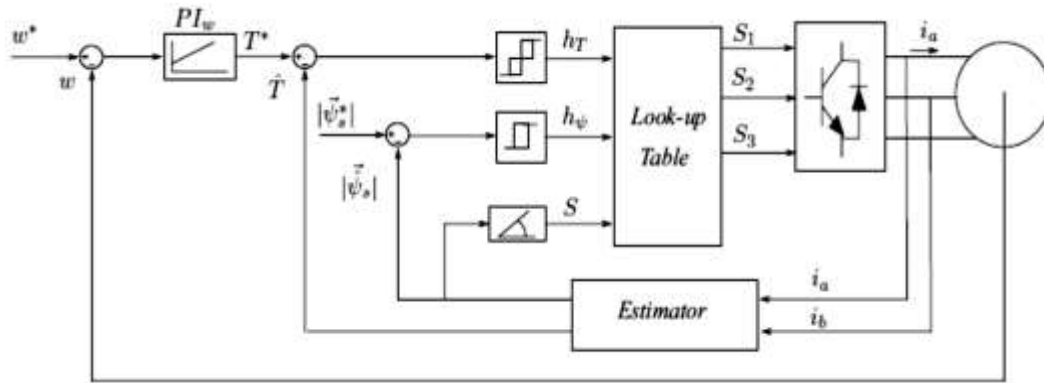 w*
PI_w
T*
w
T̂
h_T
|ψ⃗_s*|
h_ψ
|ψ̂⃗_s|
S
Look-up
Table
S_1
S_2
S_3
i_a
Estimator
i_a
i_b